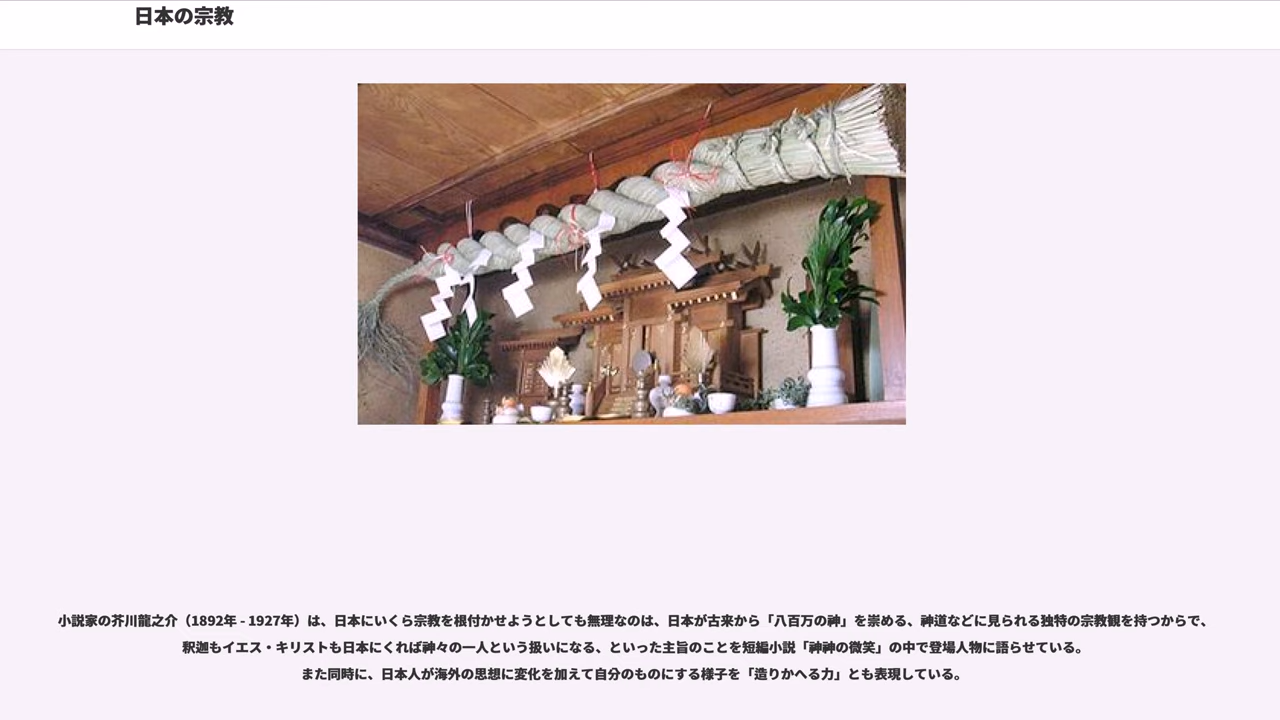 日本の宗教
小説家の芥川龍之介（1892年 - 1927年）は、日本にいくら宗教を根付かせようとしても無理なのは、日本が古来から「八百万の神」を崇める、神道などに見られる独特の宗教観を持つからで、
釈迦もイエス・キリストも日本にくれば神々の一人という扱いになる、といった主旨のことを短編小説「神神の微笑」の中で登場人物に語らせている。
また同時に、日本人が海外の思想に変化を加えて自分のものにする様子を「造りかへる力」とも表現している。